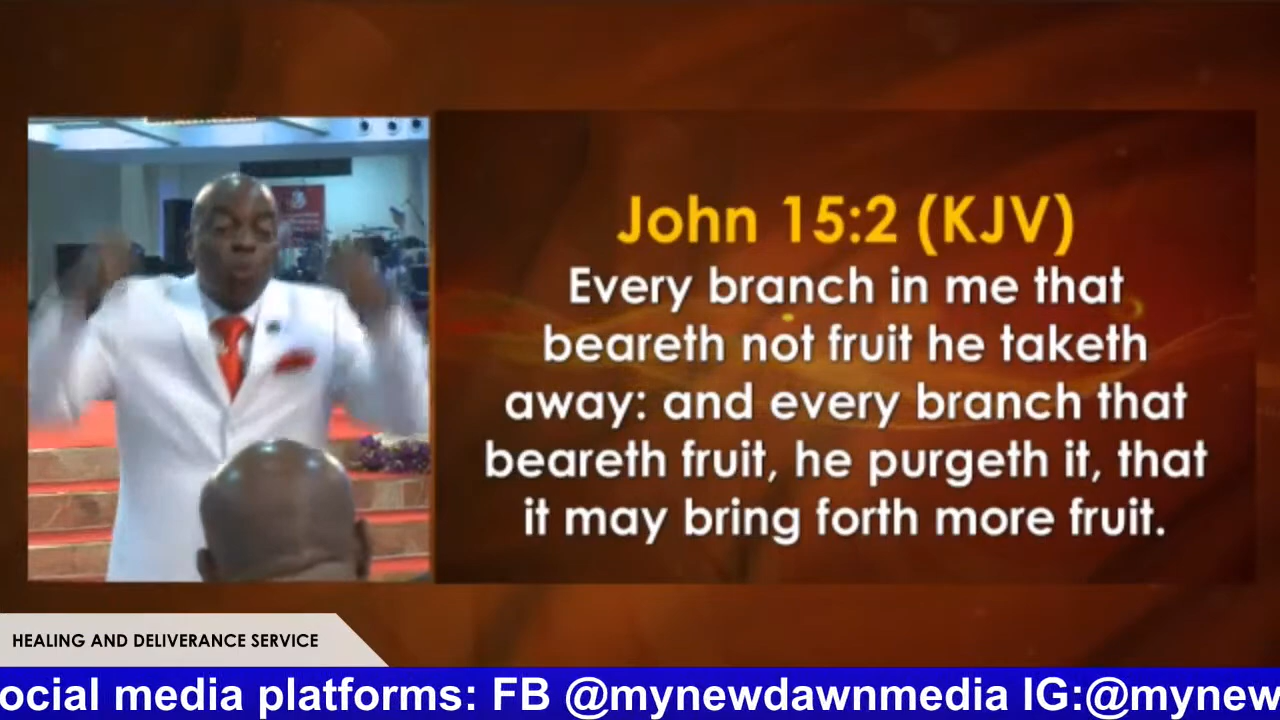 John 15:2 (KJV)
Every branch in me that
beareth not fruit he taketh
away: and every branch that
beareth fruit, he purgeth it, that
it may bring forth more fruit.
HEALING AND DELIVERANCE SERVICE
ocial media platforms: FB @mynewdawnmedia IG:@mynew